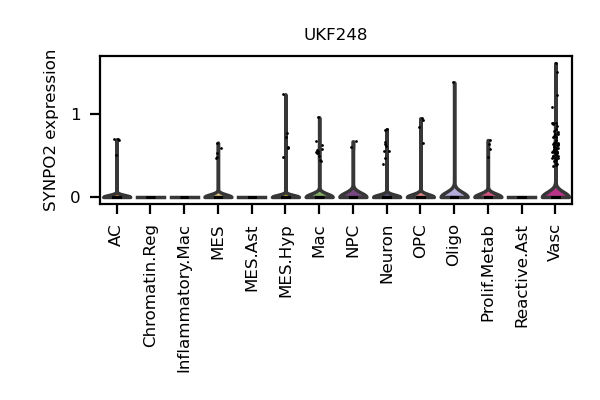 UKF248
SYNPO2 expression
1
0
AC
Chromatin.Reg
Inflammatory.Mac
MES
MES.Ast
MES.Hyp
Mac
NPC
Neuron
OPC
Oligo
Prolif.Metab
Reactive.Ast
Vasc